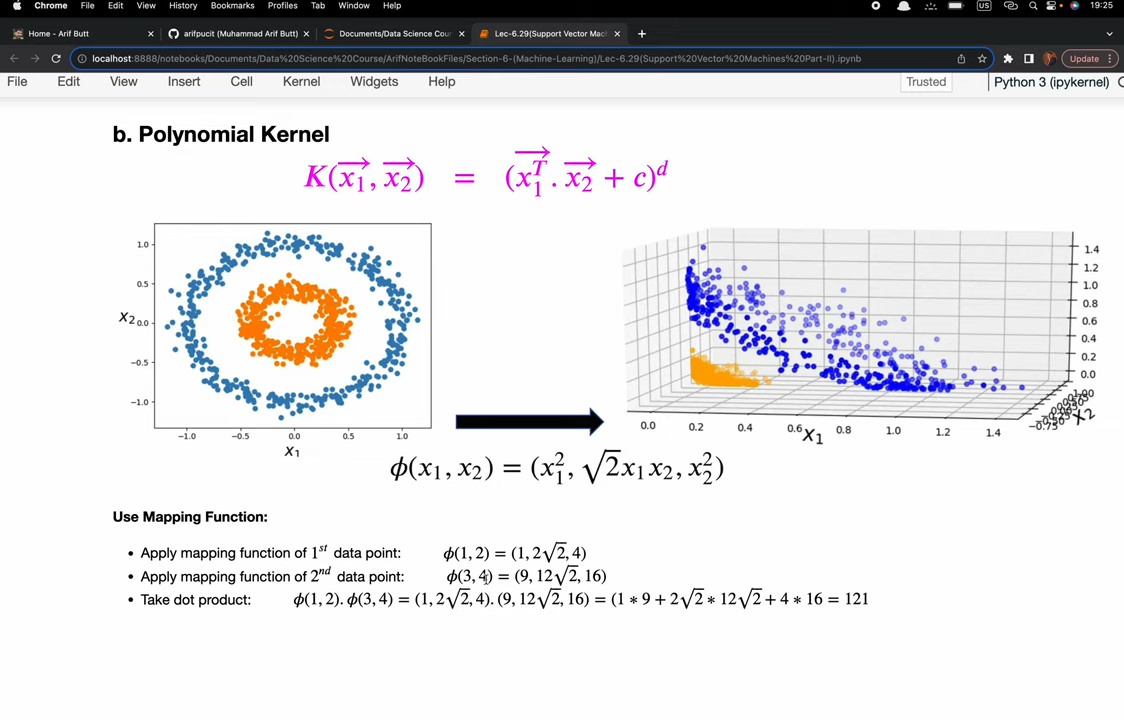 Chrome File Edit View History Bookmarks Profiles Tab Window Help US 19:25
Home - Arif Butt arifpucit (Muhammad Arif Butt) Documents/Data Science Cou Lec-6.29(Support Vector Mac
localhost:8888/notebooks/Documents/Data%20Science%20Course/ArifNoteBookFiles/Section-6-(Machine-Learning)/Lec-6.29(Support%20Vector%20Machines%20Part-II).ipynb Update
File Edit View Insert Cell Kernel Widgets Help Trusted Python 3 (ipykernel)
b. Polynomial Kernel
K(x₁, x₂) = (x₁ᵀ . x₂ + c)ᵈ
1.0
0.5
x₂ 0.0
−0.5
−1.0
−1.0 −0.5 0.0 0.5 1.0
x₁
1.4
1.2
1.0
0.8
0.6
0.4
0.2
0.0
0.0 0.2 0.4 0.6 0.8 1.0 1.2 1.4
x₁
x₂
−0.75
ϕ(x₁, x₂) = (x₁², √2x₁x₂, x₂²)
Use Mapping Function:
• Apply mapping function of 1ˢᵗ data point: ϕ(1, 2) = (1, 2√2, 4)
• Apply mapping function of 2ⁿᵈ data point: ϕ(3, 4) = (9, 12√2, 16)
• Take dot product: ϕ(1, 2). ϕ(3, 4) = (1, 2√2, 4). (9, 12√2, 16) = (1 ∗ 9 + 2√2 ∗ 12√2 + 4 ∗ 16 = 121